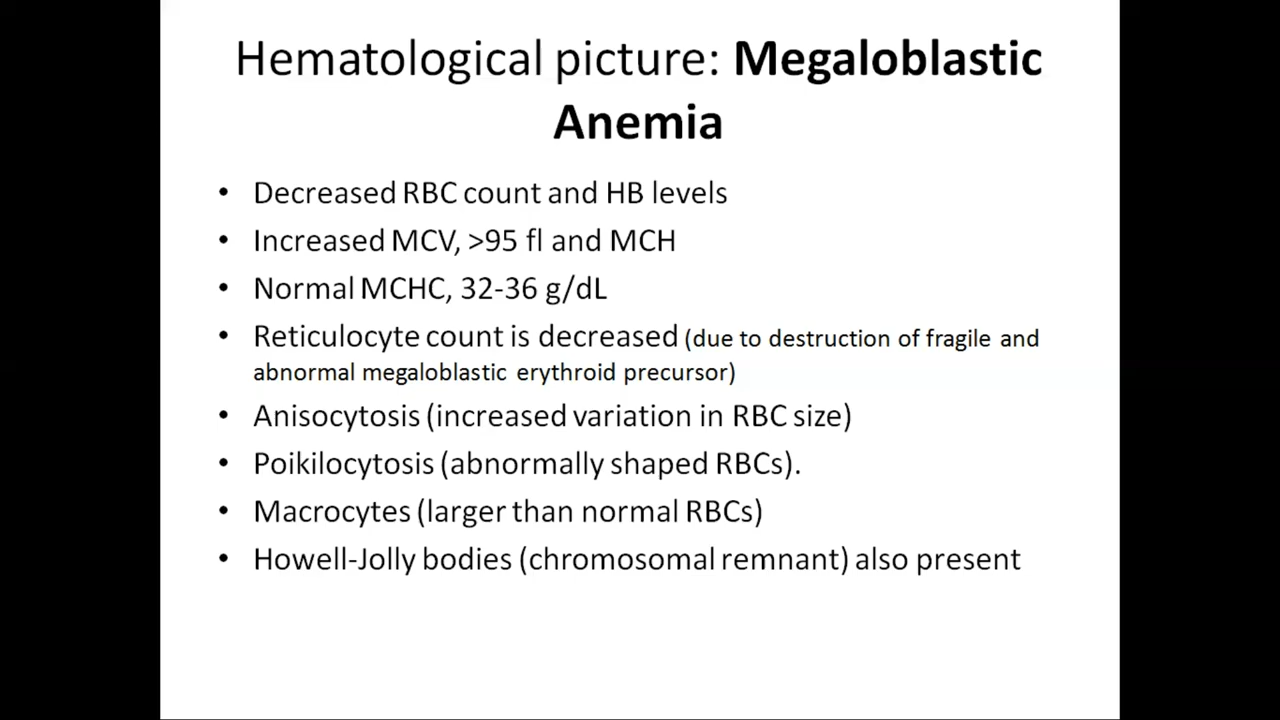 Hematological picture: Megaloblastic
Anemia
• Decreased RBC count and HB levels
• Increased MCV, >95 fl and MCH
• Normal MCHC, 32-36 g/dL
• Reticulocyte count is decreased (due to destruction of fragile and
abnormal megaloblastic erythroid precursor)
• Anisocytosis (increased variation in RBC size)
• Poikilocytosis (abnormally shaped RBCs).
• Macrocytes (larger than normal RBCs)
• Howell-Jolly bodies (chromosomal remnant) also present